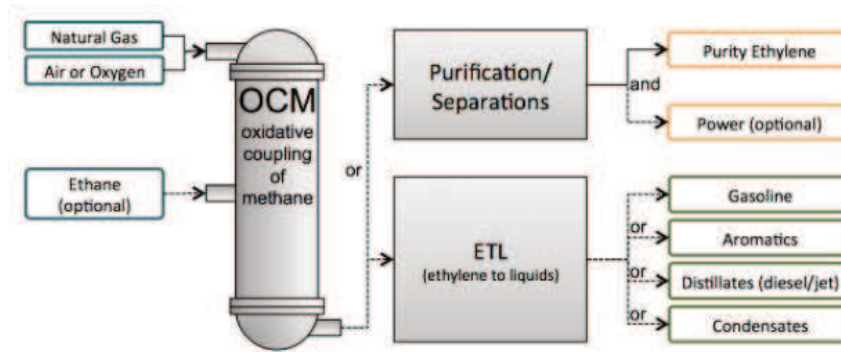 Natural Gas
Air or Oxygen
Ethane
(optional)
OCM
oxidative
coupling
of
methane
or
Purification/
Separations
and
Purity Ethylene
Power (optional)
ETL
(ethylene to liquids)
Gasoline
or
Aromatics
or
Distillates (diesel/jet)
or
Condensates
or